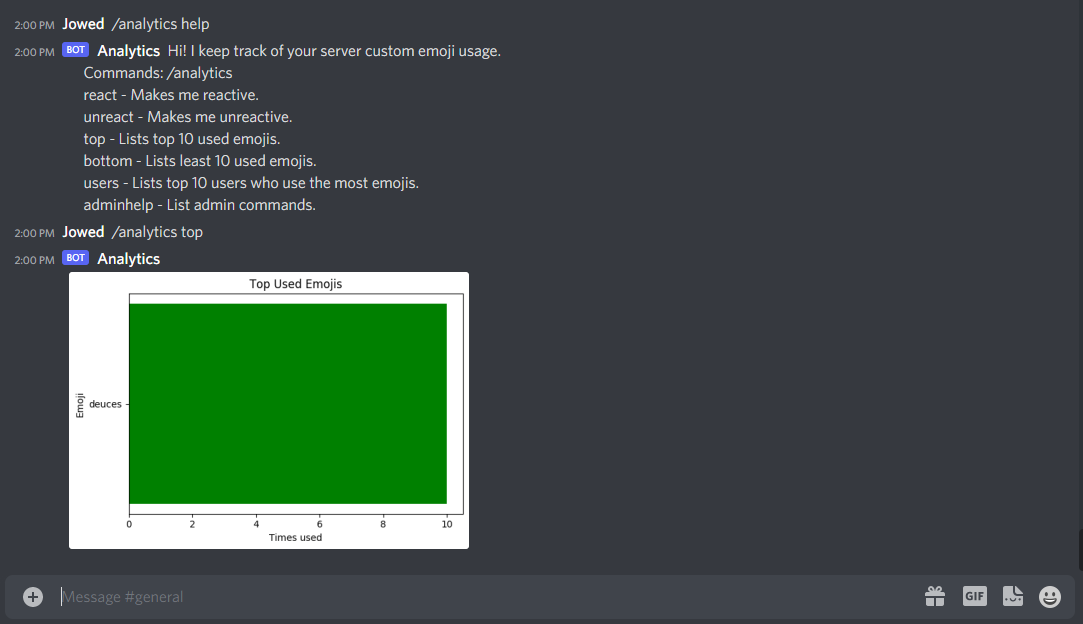 2:00 PM Jowed /analytics help
2:00 PM BOT Analytics Hi! I keep track of your server custom emoji usage.
Commands: /analytics
react - Makes me reactive.
unreact - Makes me unreactive.
top - Lists top 10 used emojis.
bottom - Lists least 10 used emojis.
users - Lists top 10 users who use the most emojis.
adminhelp - List admin commands.
2:00 PM Jowed /analytics top
2:00 PM BOT Analytics
Top Used Emojis
Emoji
deuces
0 2 4 6 8 10
Times used
Message #general
GIF